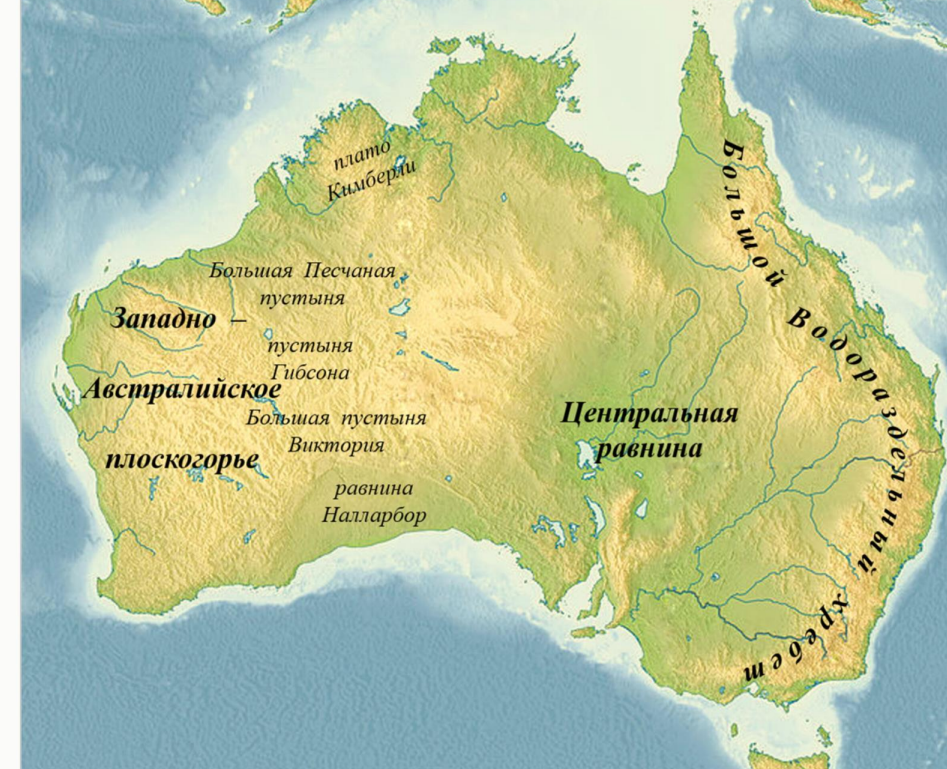 плато
Кимберли
Большой Водораздельный хребет
Большая Песчаная
пустыня
Западно –
пустыня
Гибсона
Австралийское
Большая пустыня
Виктория
Центральная
равнина
плоскогорье
равнина
Налларбор